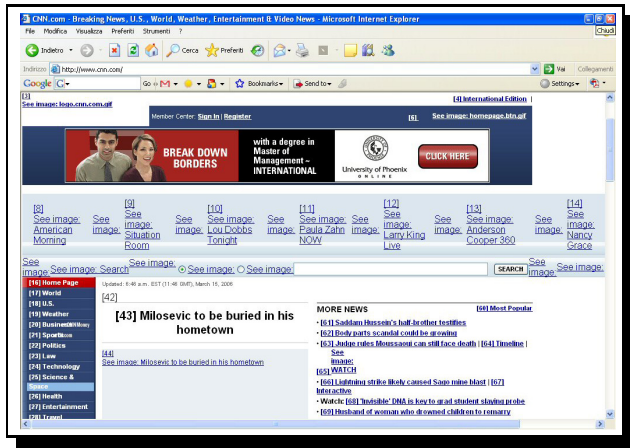 CNN.com - Breaking News, U.S., World, Weather, Entertainment & Video News - Microsoft Internet Explorer
File Modifica Visualizza Preferiti Strumenti ?
Chiudi
Indietro Cerca Preferiti
Indirizzo http://www.cnn.com/ Vai Collegamenti
Google G Go Bookmarks Send to Settings
[3]
See image: logo.cnn.com.gif
[4] International Edition |
Member Center: Sign In | Register [6] See image: homepage.btn.gif
BREAK DOWN BORDERS
with a degree in
Master of
Management ~
INTERNATIONAL
University of Phoenix
ONLINE
CLICK HERE
[8]
See image: American Morning
See image:
[9]
See image: Situation Room
See image:
[10]
See image: Lou Dobbs Tonight
See image:
[11]
See image: Paula Zahn NOW
See image:
[12]
See image: Larry King Live
See image:
[13]
See image: Anderson Cooper 360
See image:
[14]
See image: Nancy Grace
See image: See image: Search See image: See image: See image: SEARCH See image: See image:
[16] Home Page
[17] World
[18] U.S.
[19] Weather
[20] Business
[21] Sports
[22] Politics
[23] Law
[24] Technology
[25] Science &
Space
[26] Health
[27] Entertainment
[28] Travel
Updated: 6:46 a.m. EST (11:46 GMT), March 15, 2006
[42]
[43] Milosevic to be buried in his
hometown
[44]
See image: Milosevic to be buried in his hometown
MORE NEWS [60] Most Popular
• [61] Saddam Hussein's half-brother testifies
• [62] Body parts scandal could be growing
• [63] Judge rules Moussaoui can still face death | [64] Timeline |
See
image:
[65] WATCH
• [66] Lightning strike likely caused Sago mine blast | [67]
Interactive
• Watch: [68] 'Invisible' DNA is key to grad student slaying probe
• [69] Husband of woman who drowned children to remarry